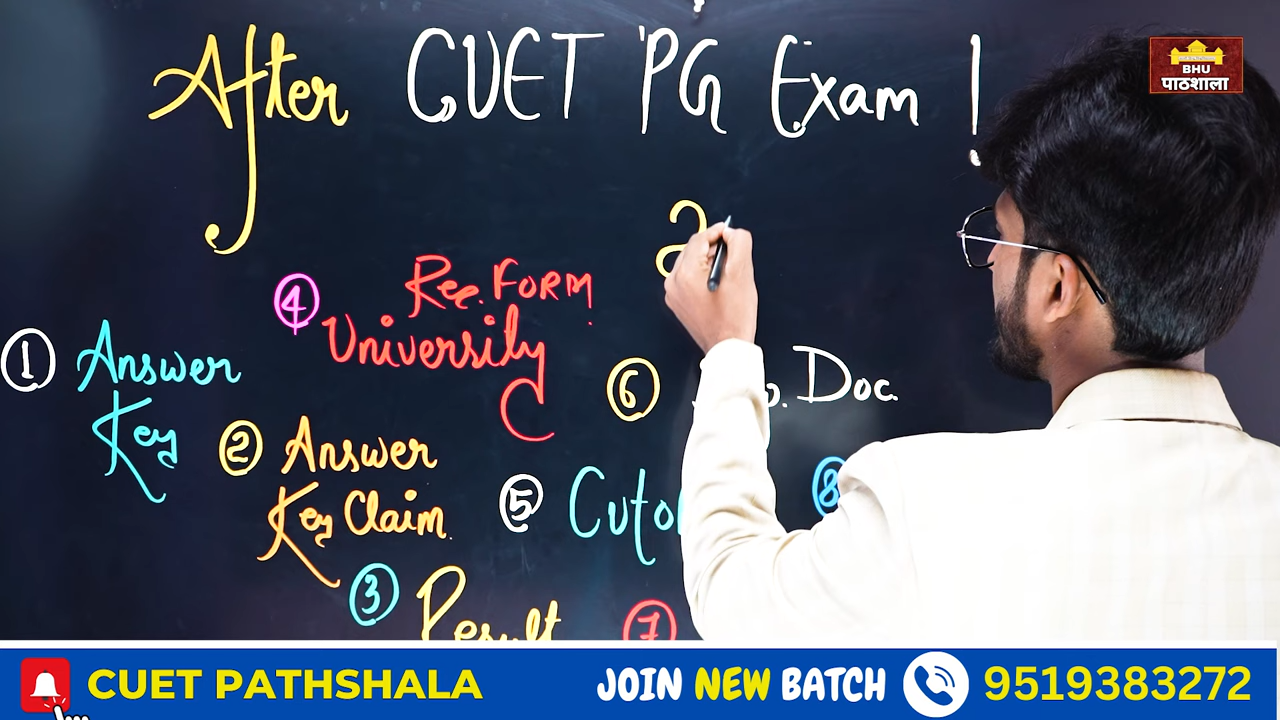 After CUET PG Exam !
BHU
पाठशाला
2
① Answer
Key
② Answer
Key Claim.
③ Result
④ Reg. FORM
University
C
⑤
⑥ Doc.
⑦
⑧
CUET PATHSHALA
JOIN NEW BATCH
9519383272